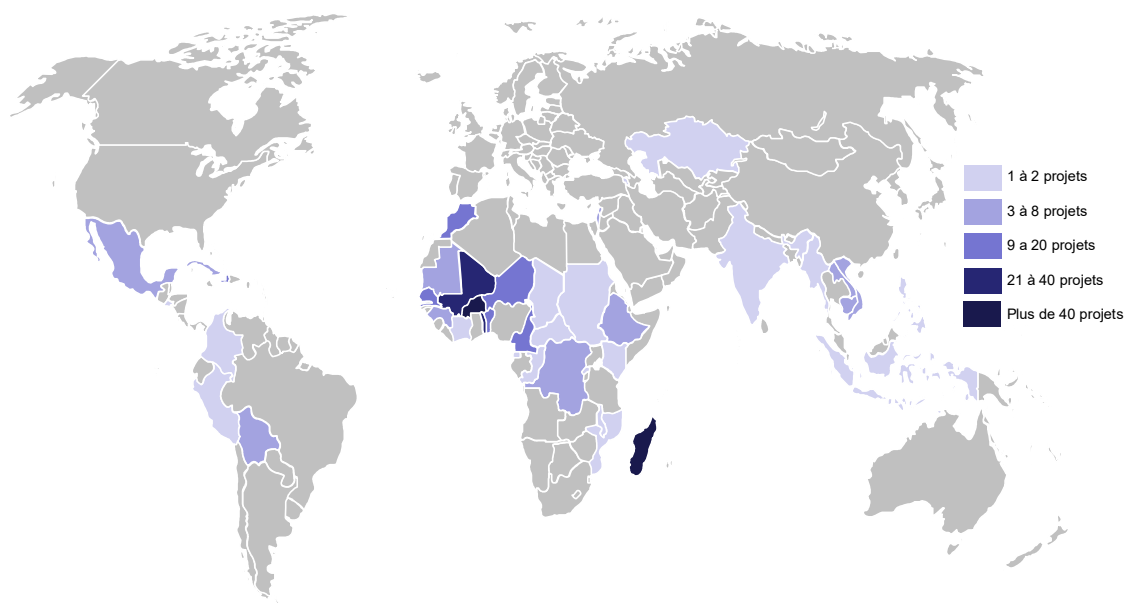 1 à 2 projets
3 à 8 projets
9 a 20 projets
21 à 40 projets
Plus de 40 projets